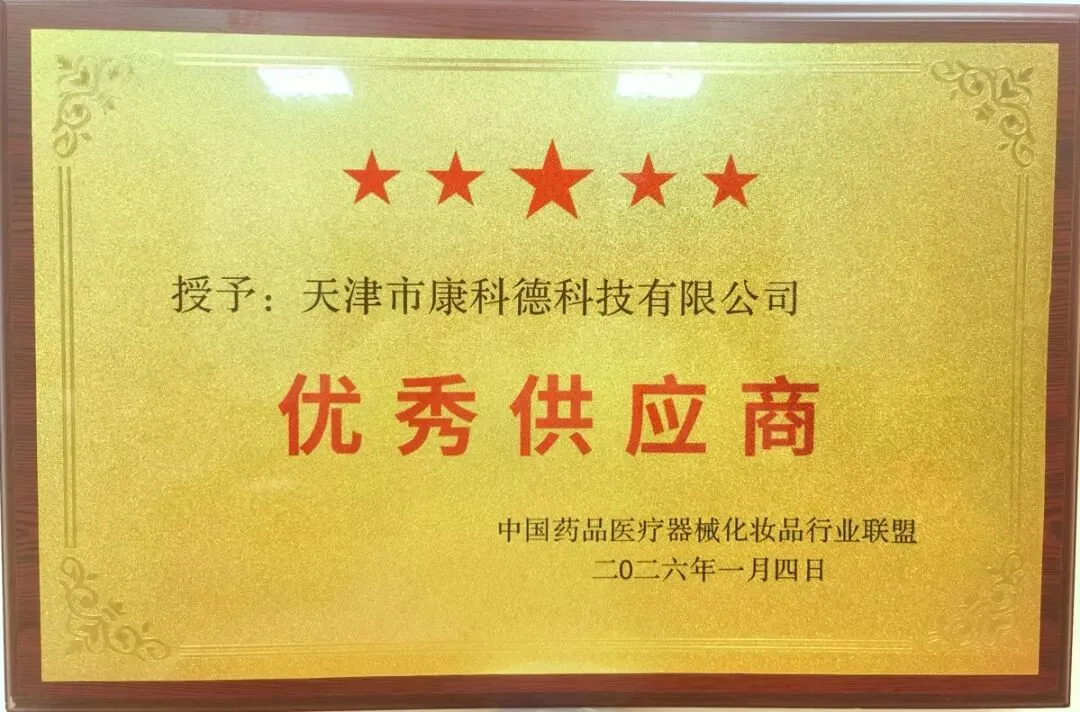 授予：天津市康科德科技有限公司
优秀供应商
中国药品医疗器械化妆品行业联盟
二0二六年一月四日